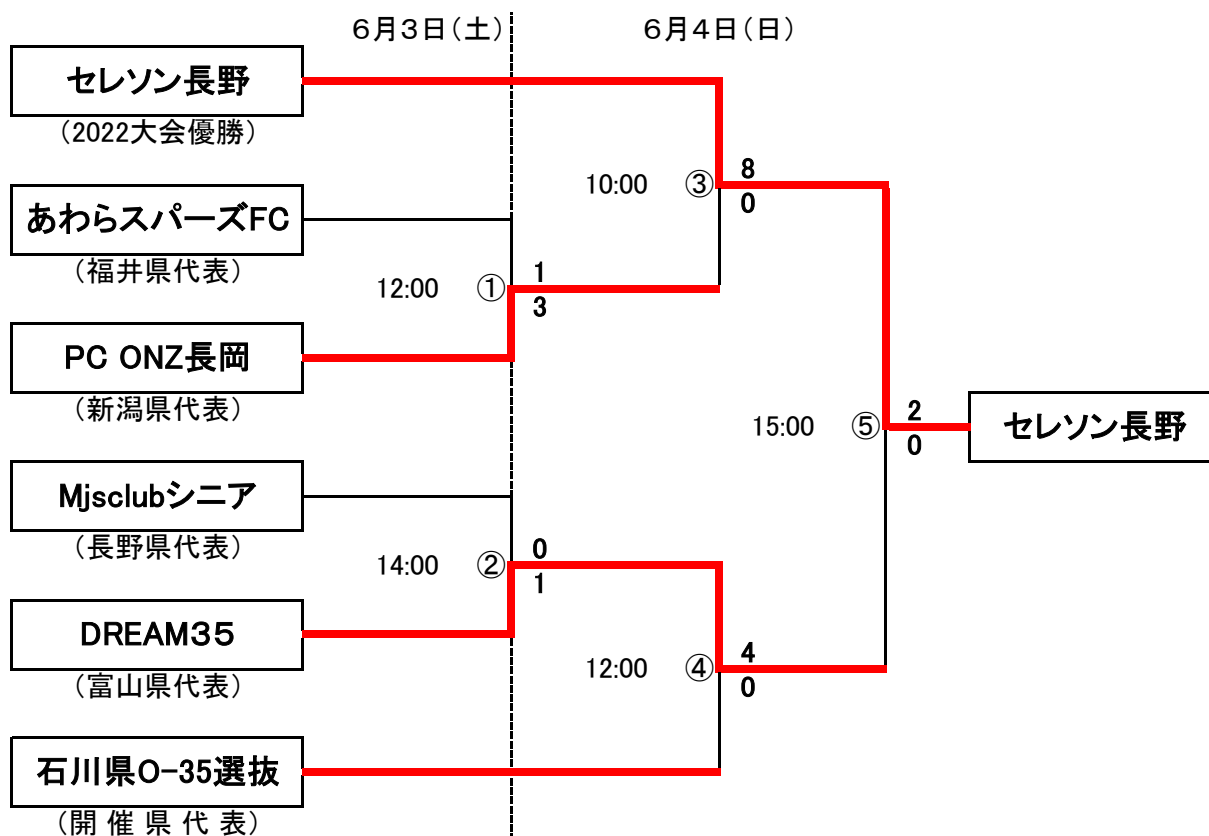 6月3日(土)
6月4日(日)
セレソン長野
(2022大会優勝)
8
10:00 ③
0
あわらスパーズFC
(福井県代表)
1
12:00 ①
3
PC ONZ長岡
(新潟県代表)
2
15:00 ⑤
0
セレソン長野
Mjsclubシニア
(長野県代表)
0
14:00 ②
1
DREAM35
(富山県代表)
4
12:00 ④
0
石川県O-35選抜
(開催県代表)